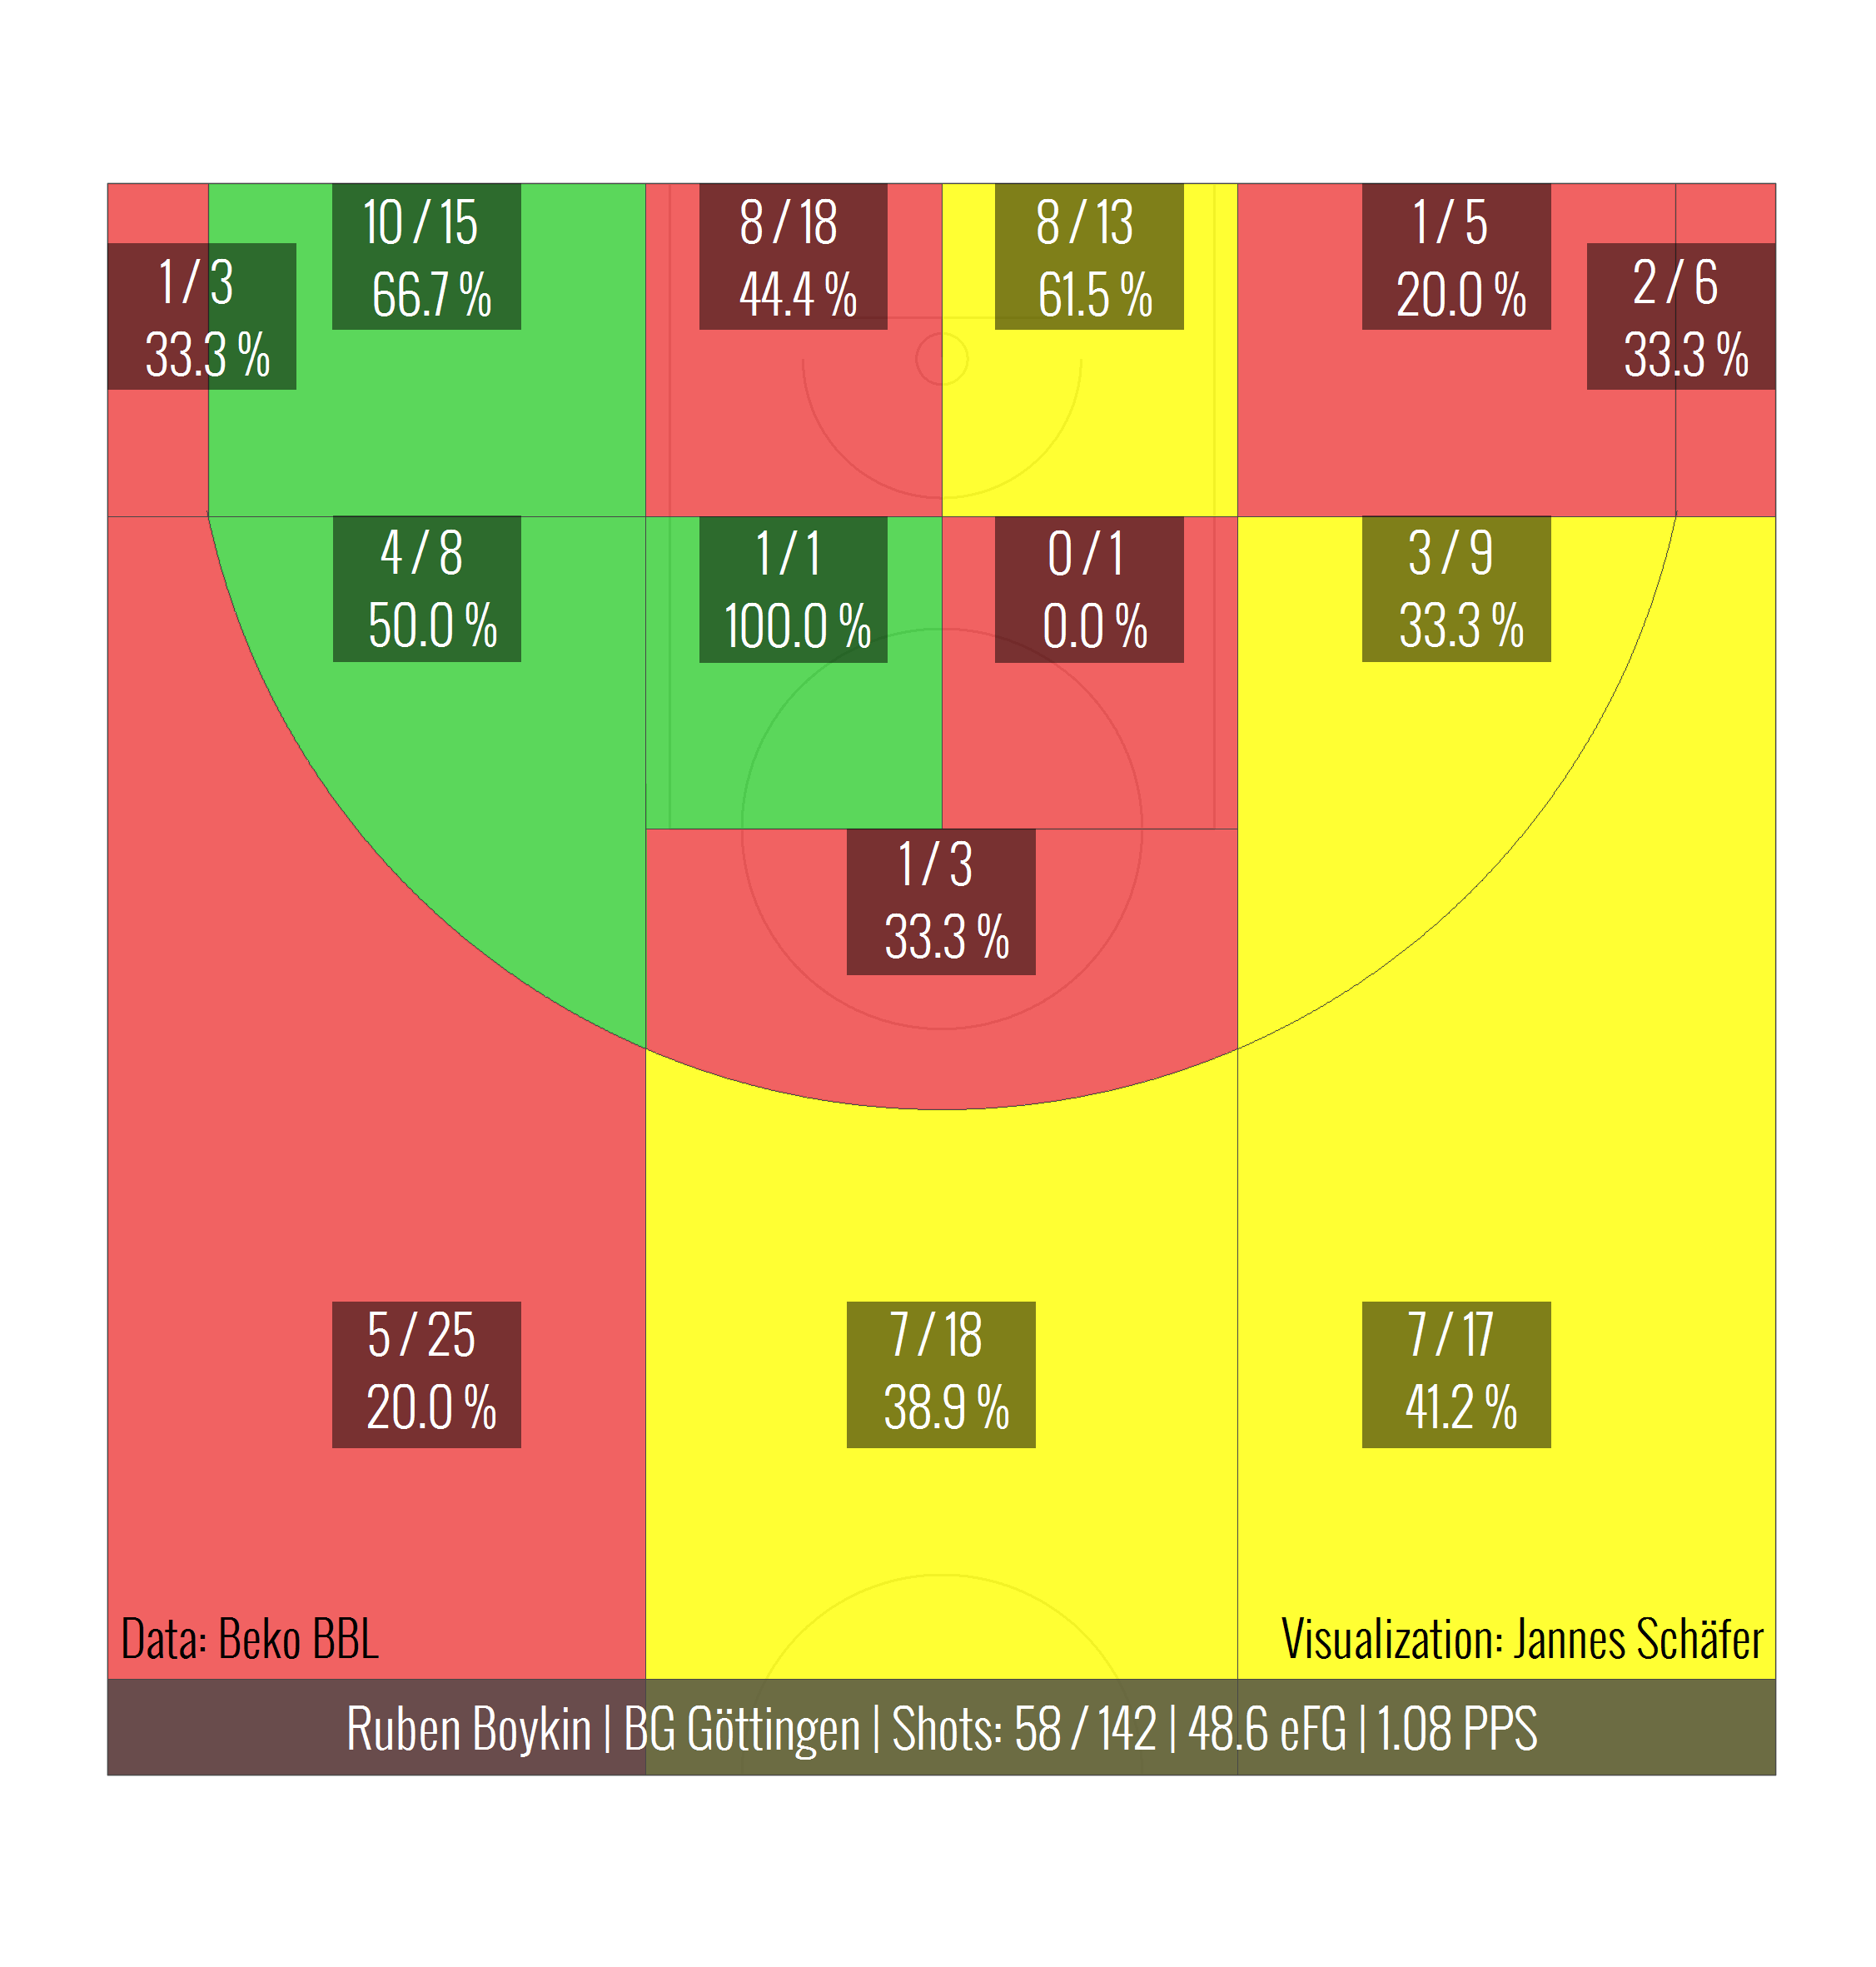 10 / 15
66.7 %
8 / 18
44.4 %
8 / 13
61.5 %
1 / 5
20.0 %
1 / 3
33.3 %
2 / 6
33.3 %
4 / 8
50.0 %
1 / 1
100.0 %
0 / 1
0.0 %
3 / 9
33.3 %
1 / 3
33.3 %
5 / 25
20.0 %
7 / 18
38.9 %
7 / 17
41.2 %
Data: Beko BBL
Visualization: Jannes Schäfer
Ruben Boykin | BG Göttingen | Shots: 58 / 142 | 48.6 eFG | 1.08 PPS